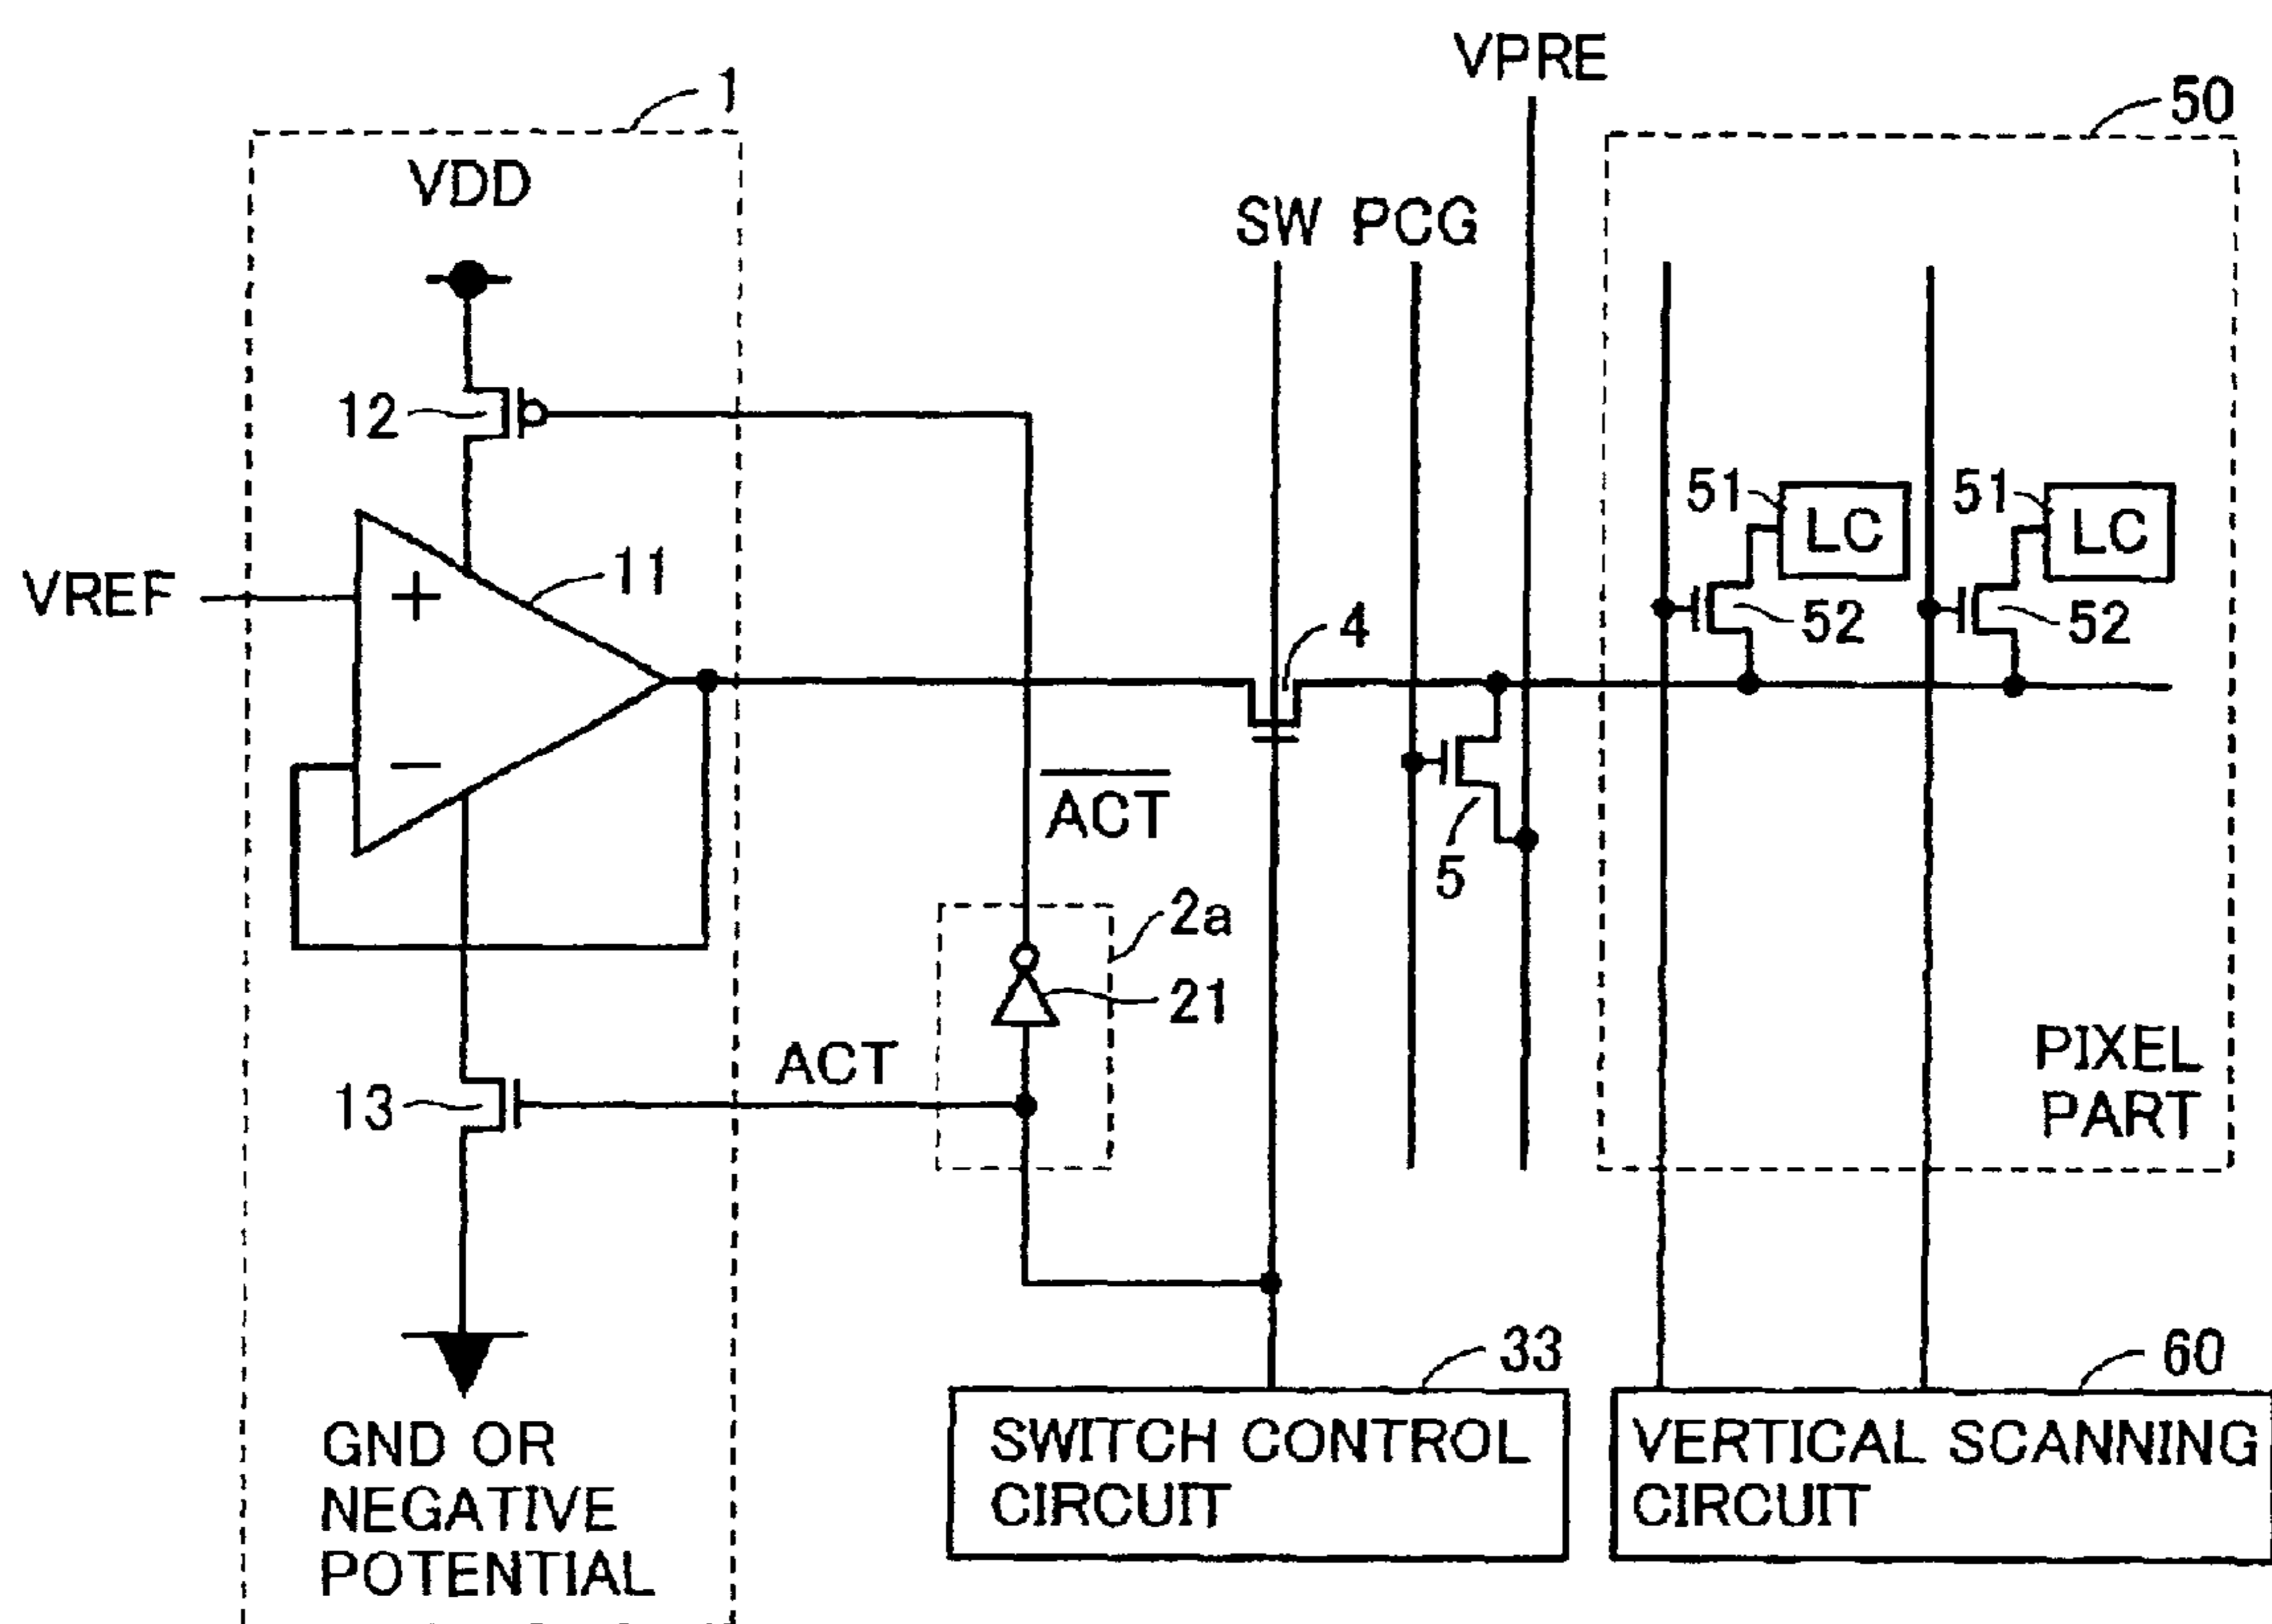 1
VPRE
50
VDD
SW PCG
12
51
LC
51
LC
VREF
+
11
4
52
52
−
ACT
5
2a
21
ACT
13
PIXEL
PART
33
60
GND OR
NEGATIVE
POTENTIAL
SWITCH CONTROL
CIRCUIT
VERTICAL SCANNING
CIRCUIT